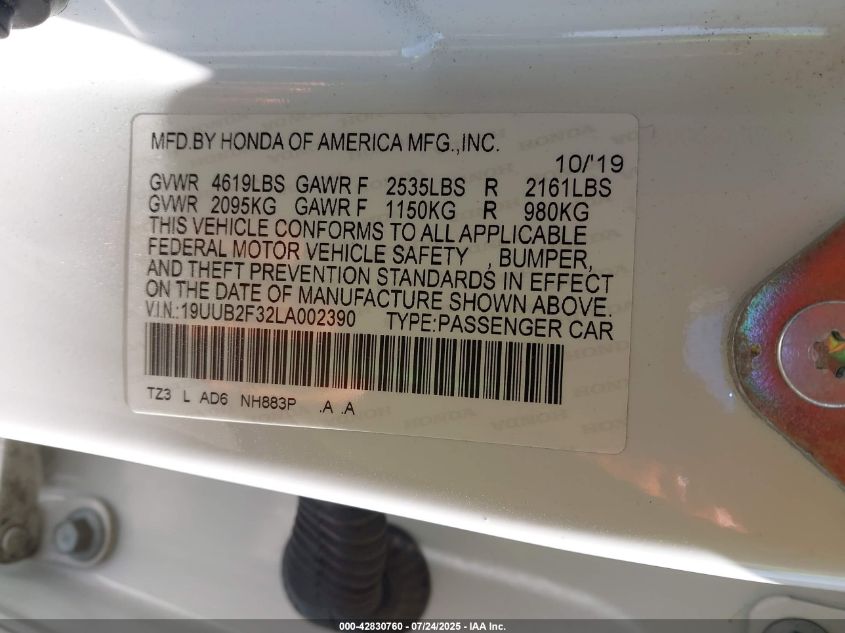 MFD.BY HONDA OF AMERICA MFG.,INC.
10/'19
GVWR 4619LBS GAWR F 2535LBS R 2161LBS
GVWR 2095KG GAWR F 1150KG R 980KG
THIS VEHICLE CONFORMS TO ALL APPLICABLE
FEDERAL MOTOR VEHICLE SAFETY , BUMPER,
AND THEFT PREVENTION STANDARDS IN EFFECT
ON THE DATE OF MANUFACTURE SHOWN ABOVE.
V.I.N.:19UUB2F32LA002390 TYPE:PASSENGER CAR
TZ3 L AD6 NH883P .A .A
000-42830760 - 07/24/2025 - IAA Inc.